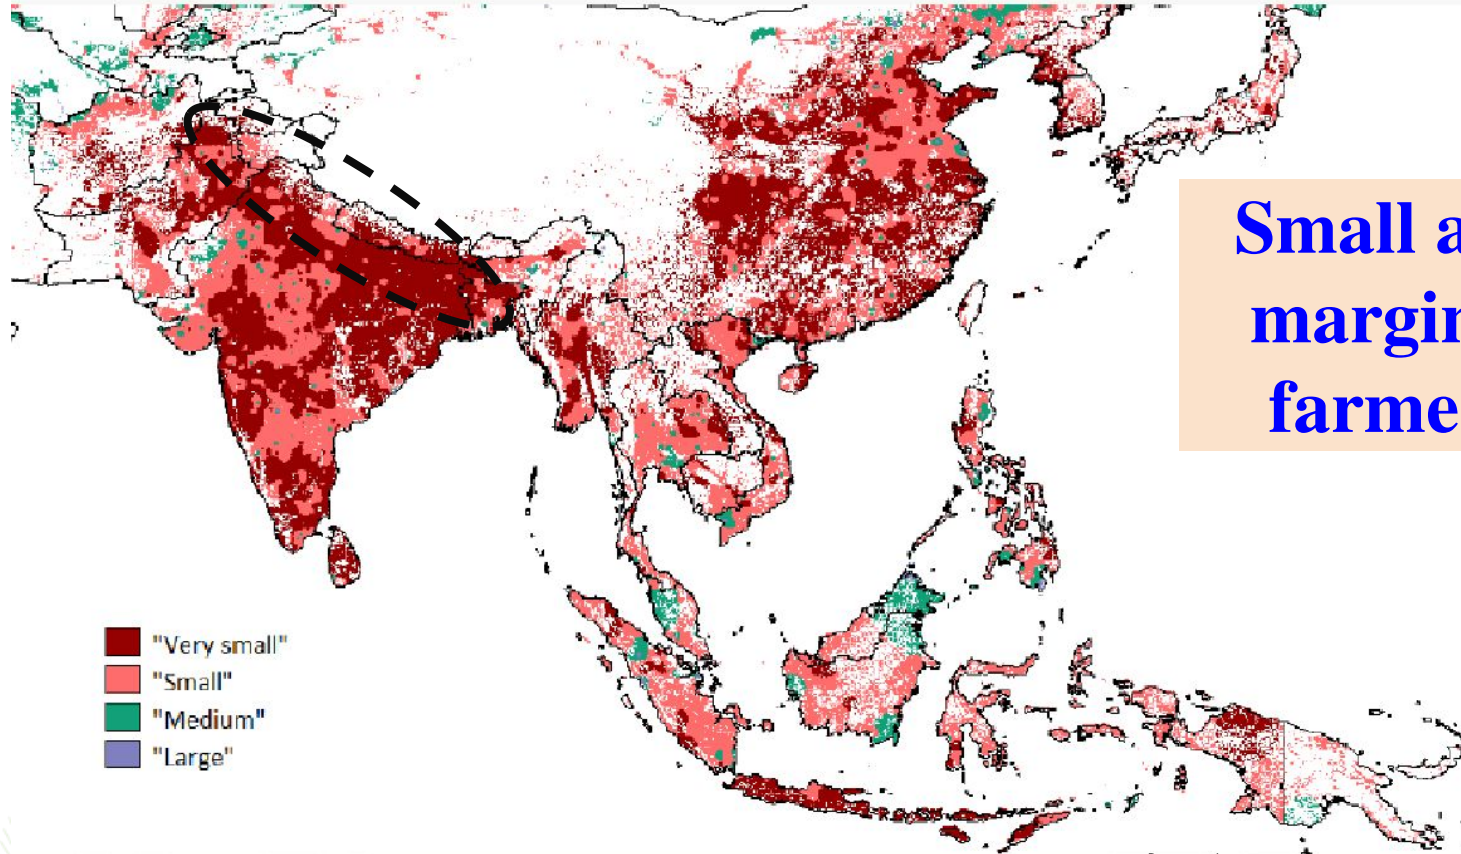 Small a
margin
farme
"Very small"
"Small"
"Medium"
"Large"